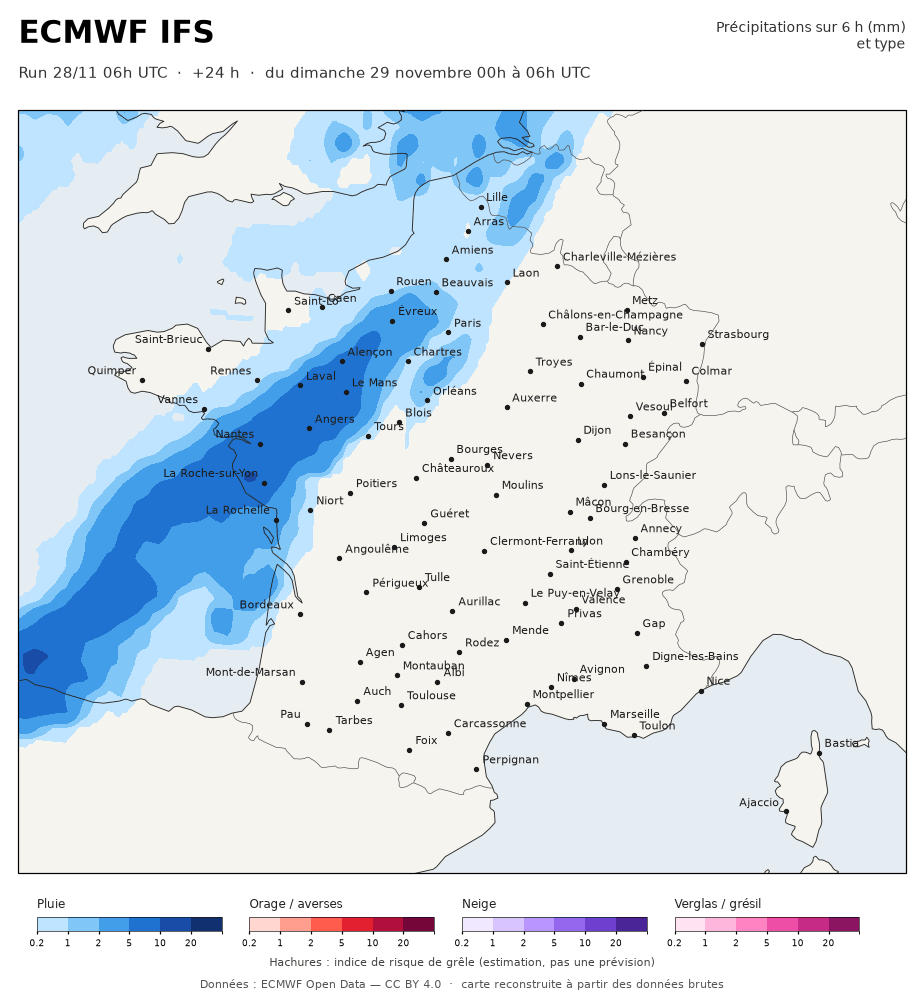 ECMWF IFS
Précipitations sur 6 h (mm)
et type
Run 28/11 06h UTC · +24 h · du dimanche 29 novembre 00h à 06h UTC
Lille
Arras
Amiens
Charleville-Mézières
Laon
Rouen
Beauvais
Saint-Lô
Caen
Metz
Évreux
Châlons-en-Champagne
Paris
Bar-le-Duc
Nancy
Strasbourg
Saint-Brieuc
Alençon
Chartres
Troyes
Quimper
Rennes
Laval
Le Mans
Chaumont
Épinal
Colmar
Orléans
Vannes
Auxerre
Blois
Vesoul
Belfort
Nantes
Angers
Tours
Dijon
Besançon
Bourges
Nevers
La Roche-sur-Yon
Châteauroux
Lons-le-Saunier
Poitiers
Moulins
Niort
La Rochelle
Mâcon
Bourg-en-Bresse
Guéret
Annecy
Limoges
Angoulême
Clermont-Ferrand
Lyon
Chambéry
Saint-Étienne
Périgueux
Tulle
Grenoble
Bordeaux
Aurillac
Le Puy-en-Velay
Valence
Privas
Cahors
Rodez
Mende
Gap
Agen
Digne-les-Bains
Mont-de-Marsan
Montauban
Albi
Nîmes
Avignon
Nice
Auch
Toulouse
Montpellier
Pau
Tarbes
Carcassonne
Marseille
Toulon
Foix
Perpignan
Bastia
Ajaccio
Pluie
Orage / averses
Neige
Verglas / grésil
0.2 1 2 5 10 20
0.2 1 2 5 10 20
0.2 1 2 5 10 20
0.2 1 2 5 10 20
Hachures : indice de risque de grêle (estimation, pas une prévision)
Données : ECMWF Open Data — CC BY 4.0 · carte reconstruite à partir des données brutes